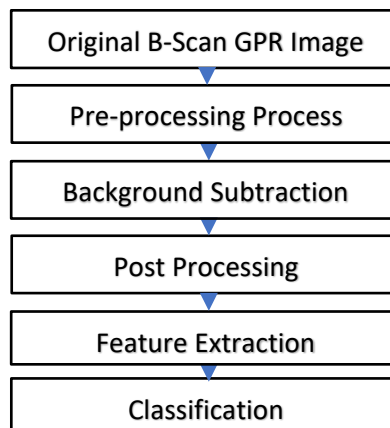 Original B-Scan GPR Image
Pre-processing Process
Background Subtraction
Post Processing
Feature Extraction
Classification